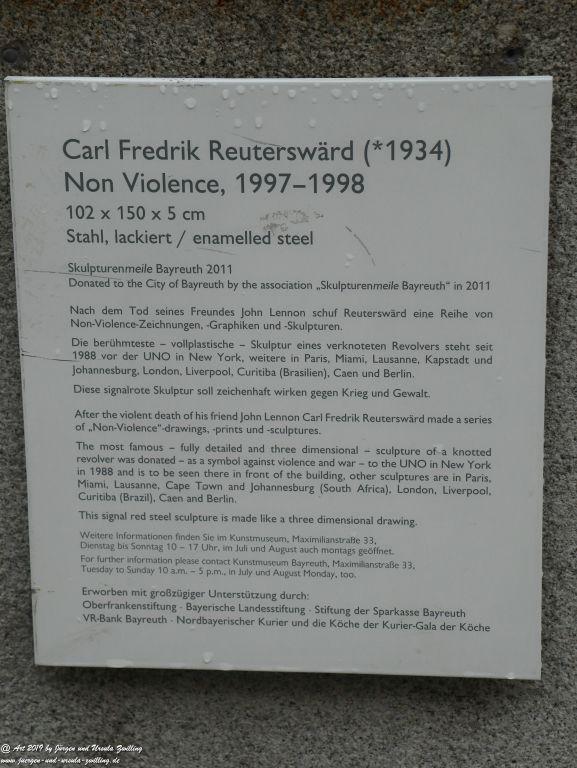 Carl Fredrik Reuterswärd (*1934)
Non Violence, 1997–1998
102 x 150 x 5 cm
Stahl, lackiert / enamelled steel
Skulpturenmeile Bayreuth 2011
Donated to the City of Bayreuth by the association „Skulpturenmeile Bayreuth“ in 2011
Nach dem Tod seines Freundes John Lennon schuf Reuterswärd eine Reihe von
Non-Violence-Zeichnungen, -Graphiken und -Skulpturen.
Die berühmteste – vollplastische – Skulptur eines verknoteten Revolvers steht seit
1988 vor der UNO in New York, weitere in Paris, Miami, Lausanne, Kapstadt und
Johannesburg, London, Liverpool, Curitiba (Brasilien), Caen und Berlin.
Diese signalrote Skulptur soll zeichenhaft wirken gegen Krieg und Gewalt.
After the violent death of his friend John Lennon Carl Fredrik Reuterswärd made a series
of „Non-Violence“-drawings, -prints und -sculptures.
The most famous – fully detailed and three dimensional – sculpture of a knotted
revolver was donated – as a symbol against violence and war – to the UNO in New York
in 1988 and is to be seen there in front of the building, other sculptures are in Paris,
Miami, Lausanne, Cape Town and Johannesburg (South Africa), London, Liverpool,
Curitiba (Brazil), Caen and Berlin.
This signal red steel sculpture is made like a three dimensional drawing.
Weitere Informationen finden Sie im Kunstmuseum, Maximilianstraße 33,
Dienstag bis Sonntag 10 – 17 Uhr, im Juli und August auch montags geöffnet.
For further information please contact Kunstmuseum Bayreuth, Maximilianstraße 33,
Tuesday to Sunday 10 a.m. – 5 p.m., in July and August Monday, too.
Erworben mit großzügiger Unterstützung durch:
Oberfrankenstiftung · Bayerische Landesstiftung · Stiftung der Sparkasse Bayreuth
VR-Bank Bayreuth · Nordbayerischer Kurier und die Köche der Kurier-Gala der Köche
@ Art 2019 by Jürgen und Ursula Zwilling
www.juergen-und-ursula-zwilling.de